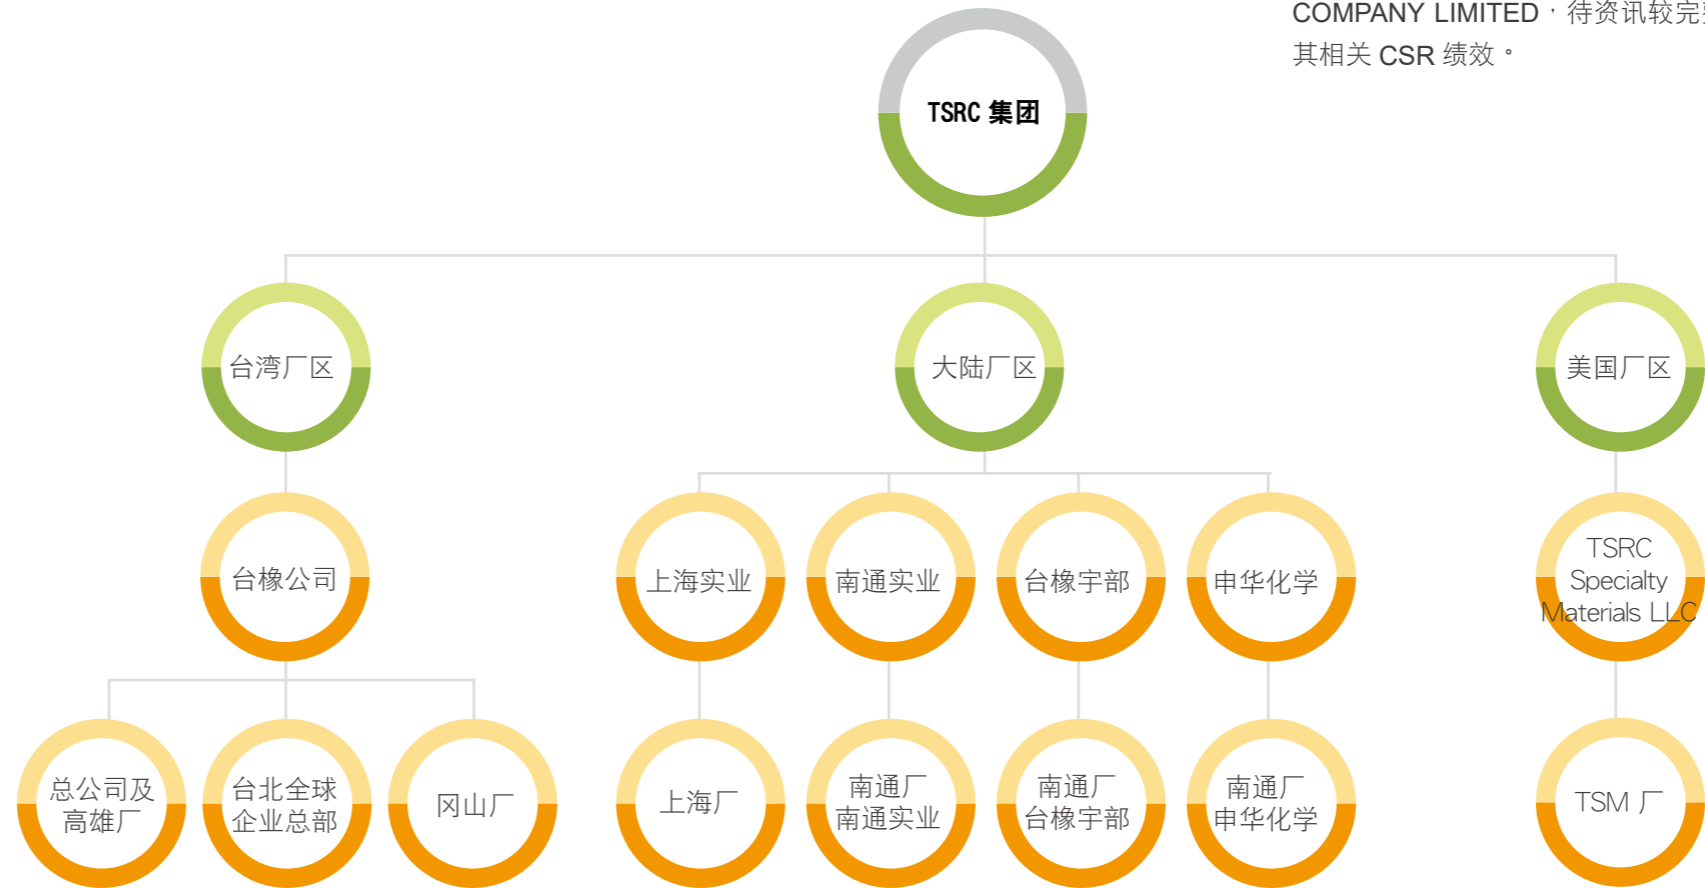 COMPANY LIMITED，待资讯较完
其相关 CSR 绩效。
TSRC 集团
台湾厂区
大陆厂区
美国厂区
台橡公司
上海实业
南通实业
台橡宇部
申华化学
TSRC
Specialty
Materials LLC
总公司及
高雄厂
台北全球
企业总部
冈山厂
上海厂
南通厂
南通实业
南通厂
台橡宇部
南通厂
申华化学
TSM 厂